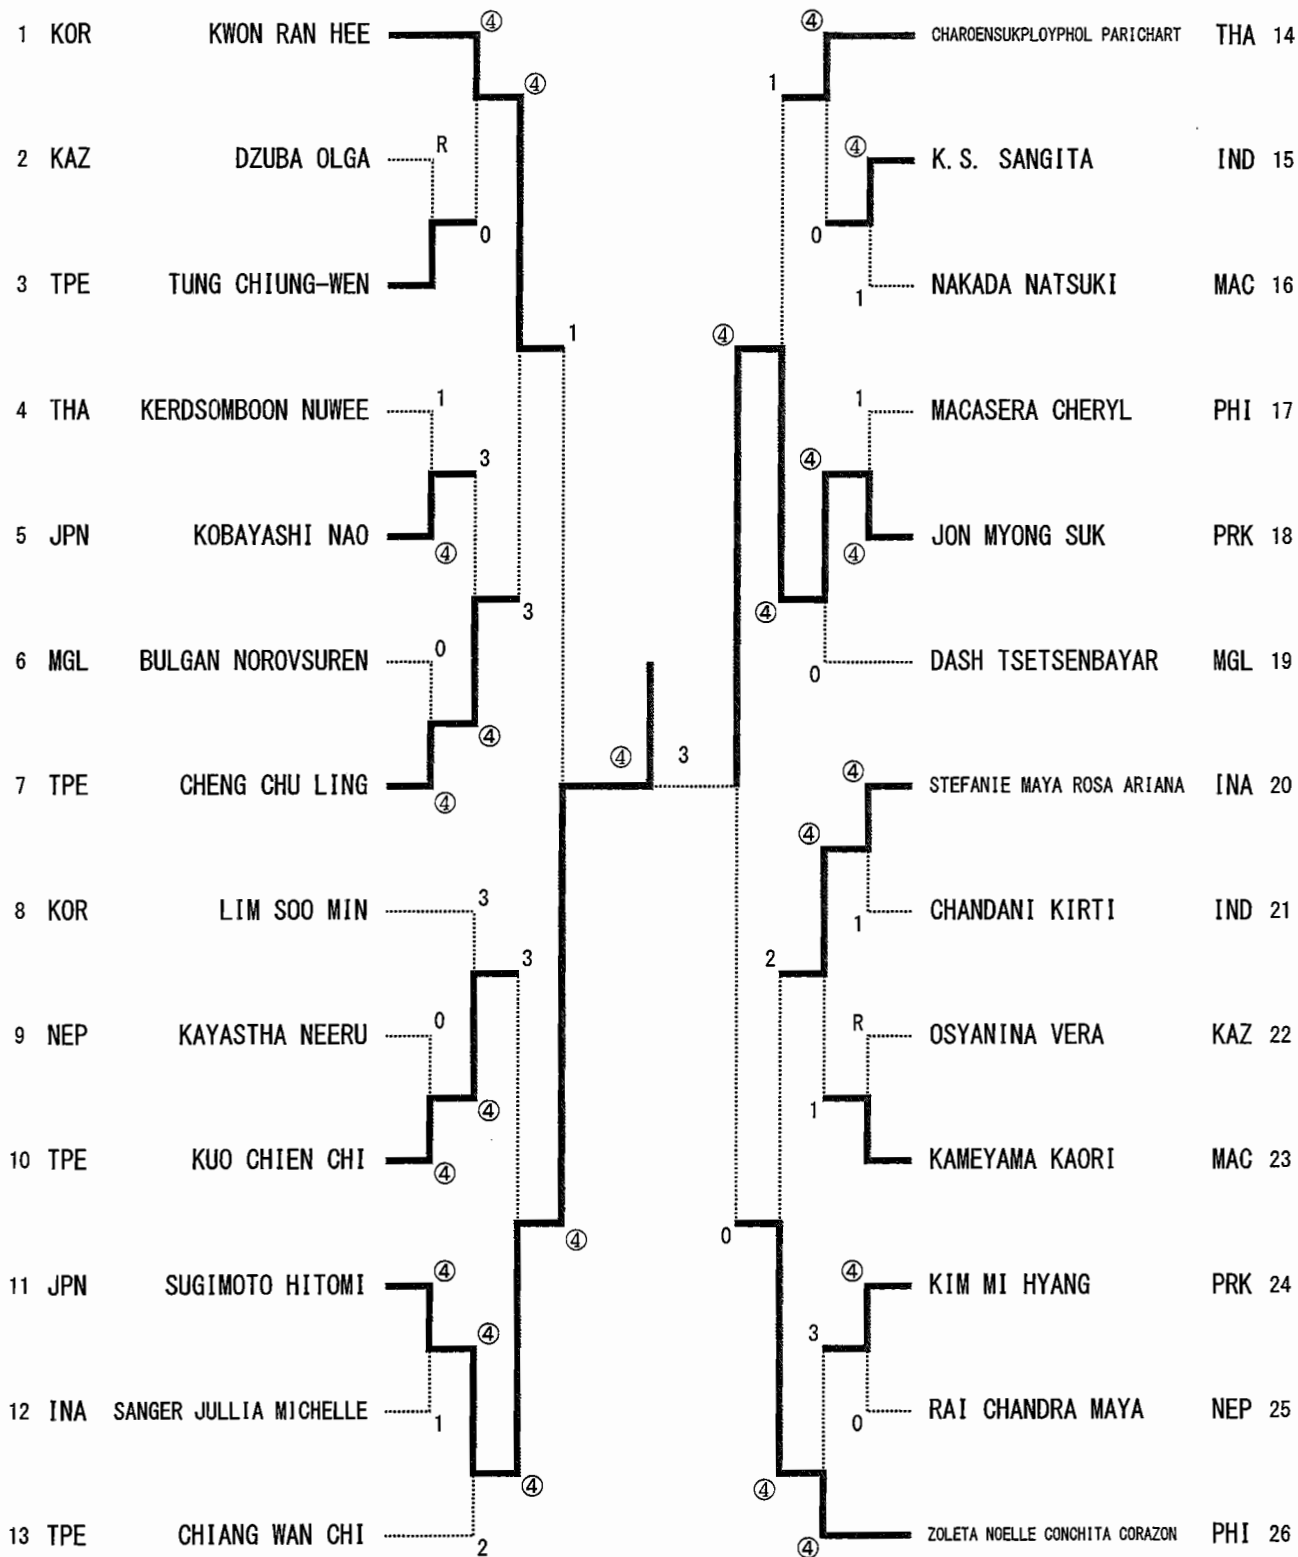 1 KOR KWON RAN HEE ④
④
2 KAZ DZUBA OLGA R
0
3 TPE TUNG CHIUNG-WEN
1
4 THA KERDSOMBOON NUWEE 1
3
5 JPN KOBAYASHI NAO ④
3
6 MGL BULGAN NOROVSUREN 0
④
7 TPE CHENG CHU LING ④
④ 3
8 KOR LIM SOO MIN 3
3
9 NEP KAYASTHA NEERU 0
④
10 TPE KUO CHIEN CHI ④
④
11 JPN SUGIMOTO HITOMI ④
④
12 INA SANGER JULLIA MICHELLE 1
④
13 TPE CHIANG WAN CHI 2
④ CHAROENSUKPLOYPHOL PARICHART THA 14
1
④ K.S. SANGITA IND 15
0
1 NAKADA NATSUKI MAC 16
④
1 MACASERA CHERYL PHI 17
④
④ JON MYONG SUK PRK 18
④
0 DASH TSETSENBAYAR MGL 19
④ STEFANIE MAYA ROSA ARIANA INA 20
④
1 CHANDANI KIRTI IND 21
2
R OSYANINA VERA KAZ 22
1
KAMEYAMA KAORI MAC 23
0
④ KIM MI HYANG PRK 24
3
0 RAI CHANDRA MAYA NEP 25
④
④ ZOLETA NOELLE CONCHITA CORAZON PHI 26